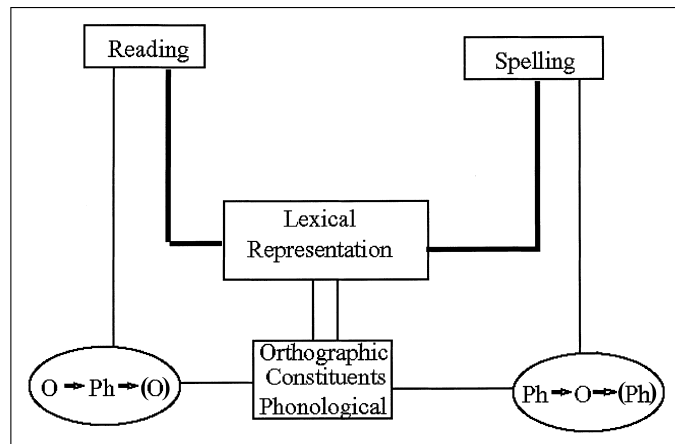 Reading
Spelling
Lexical
Representation
Orthographic
Constituents
Phonological
O → Ph → (O)
Ph → O → (Ph)